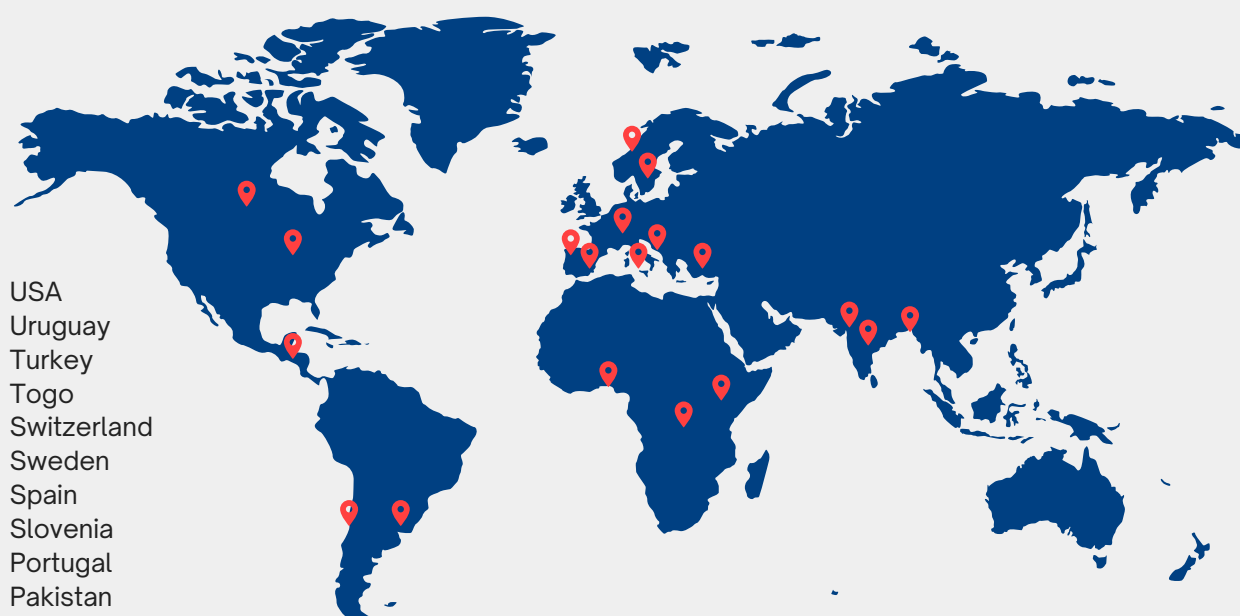 USA
Uruguay
Turkey
Togo
Switzerland
Sweden
Spain
Slovenia
Portugal
Pakistan